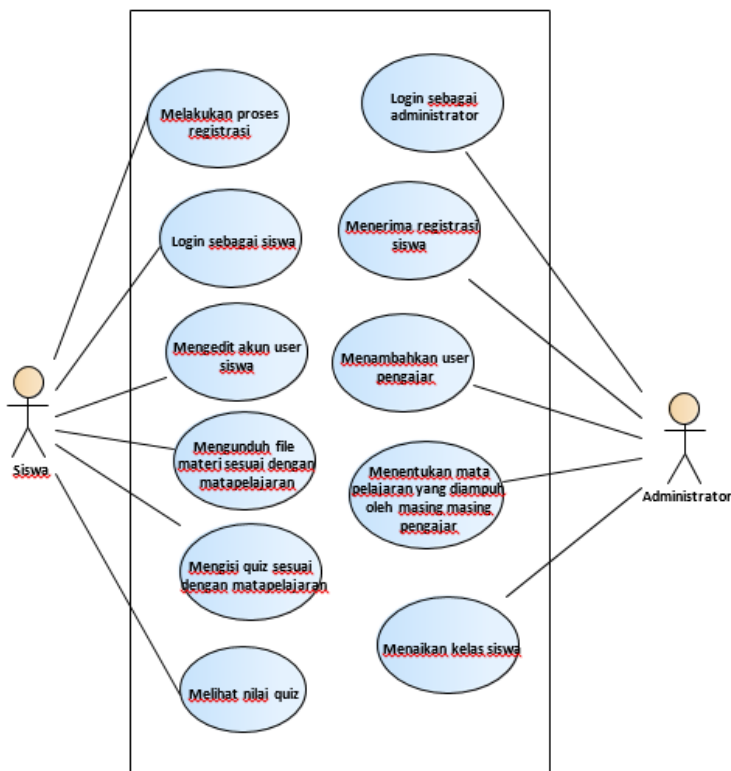 Melakukan proses
registrasi
Login sebagai
administrator
Login sebagai siswa
Menerima registrasi
siswa
Mengedit akun user
siswa
Menambahkan user
pengajar
Mengunduh file
materi sesuai dengan
matapelajaran
Menentukan mata
pelajaran yang diampuh
oleh masing masing
pengajar
Siswa
Administrator
Mengisi quiz sesuai
dengan matapelajaran
Menaikan kelas siswa
Melihat nilai quiz